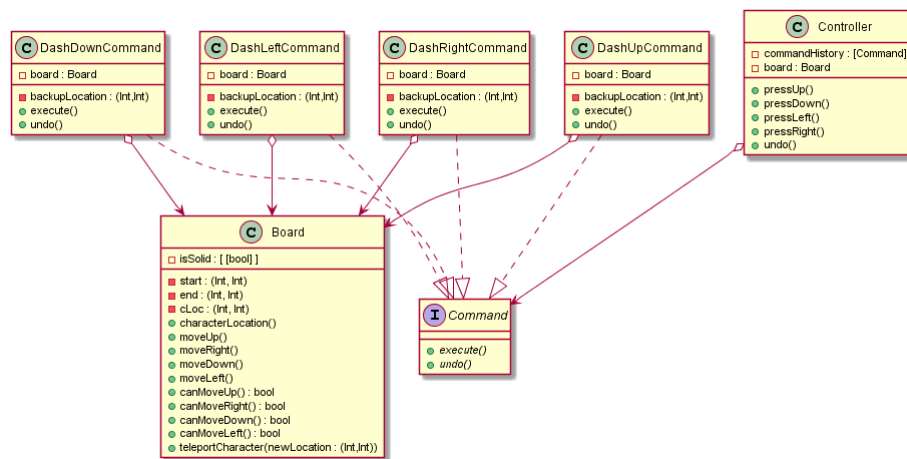 C DashDownCommand
board : Board
backupLocation : (Int,Int)
execute()
undo()
C DashLeftCommand
board : Board
backupLocation : (Int,Int)
execute()
undo()
C DashRightCommand
board : Board
backupLocation : (Int,Int)
execute()
undo()
C DashUpCommand
board : Board
backupLocation : (Int,Int)
execute()
undo()
C Controller
commandHistory : [Command]
board : Board
pressUp()
pressDown()
pressLeft()
pressRight()
undo()
C Board
isSolid : [ [bool] ]
start : (Int, Int)
end : (Int, Int)
cLoc : (Int, Int)
characterLocation()
moveUp()
moveRight()
moveDown()
moveLeft()
canMoveUp() : bool
canMoveRight() : bool
canMoveDown() : bool
canMoveLeft() : bool
teleportCharacter(newLocation : (Int,Int))
I Command
execute()
undo()